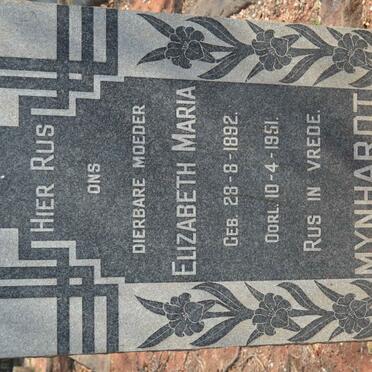 HIER RUS
ONS
DIERBARE MOEDER
ELIZABETH MARIA
GEB. 28-8-1892.
OORL. 10-4-1951.
RUS IN VREDE.
MYNHARDT